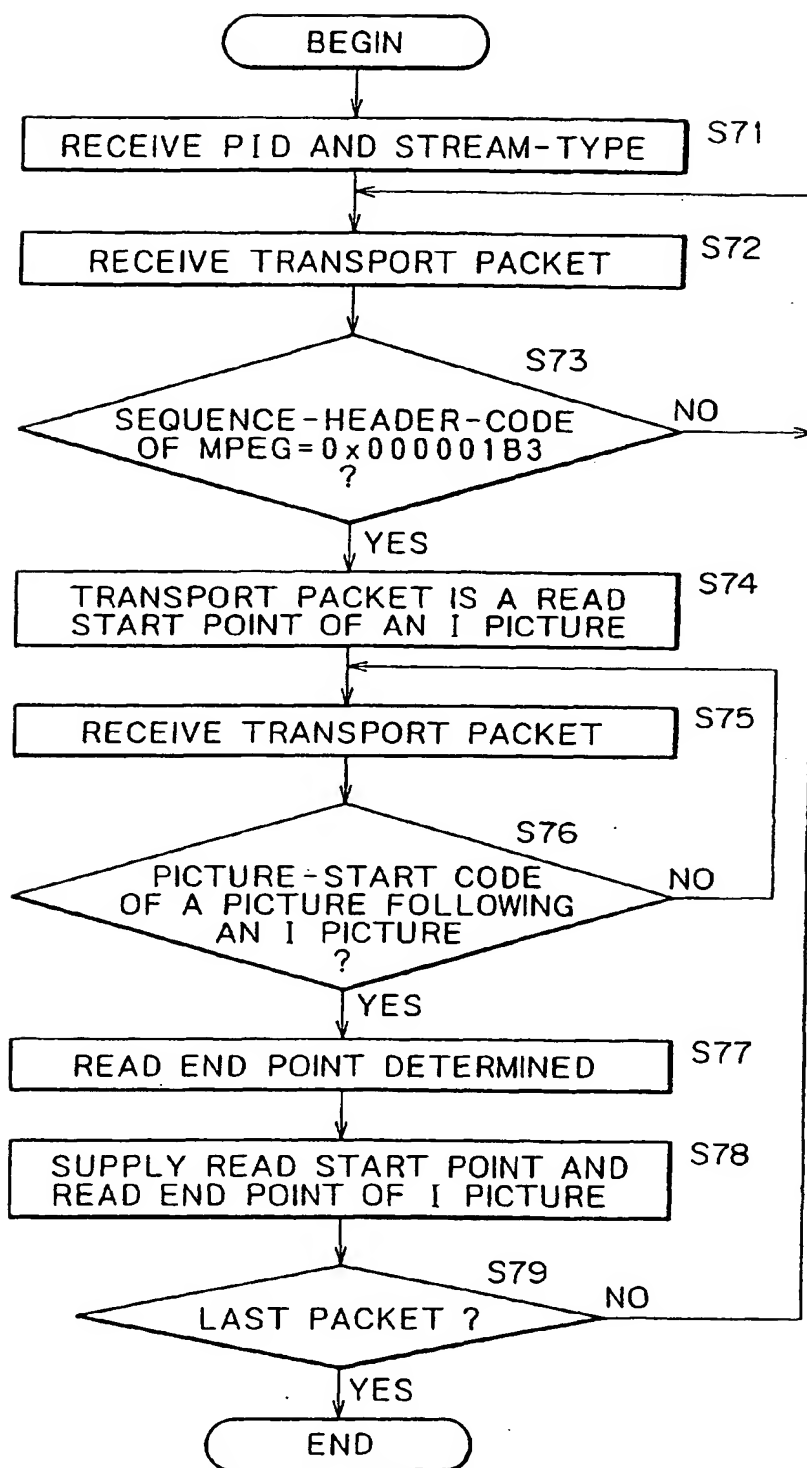 BEGIN
RECEIVE PID AND STREAM-TYPE
S71
RECEIVE TRANSPORT PACKET
S72
S73
SEQUENCE-HEADER-CODE
OF MPEG=0x000001B3
?
NO
YES
TRANSPORT PACKET IS A READ
START POINT OF AN I PICTURE
S74
RECEIVE TRANSPORT PACKET
S75
S76
PICTURE-START CODE
OF A PICTURE FOLLOWING
AN I PICTURE
?
NO
YES
READ END POINT DETERMINED
S77
SUPPLY READ START POINT AND
READ END POINT OF I PICTURE
S78
S79
LAST PACKET ?
NO
YES
END